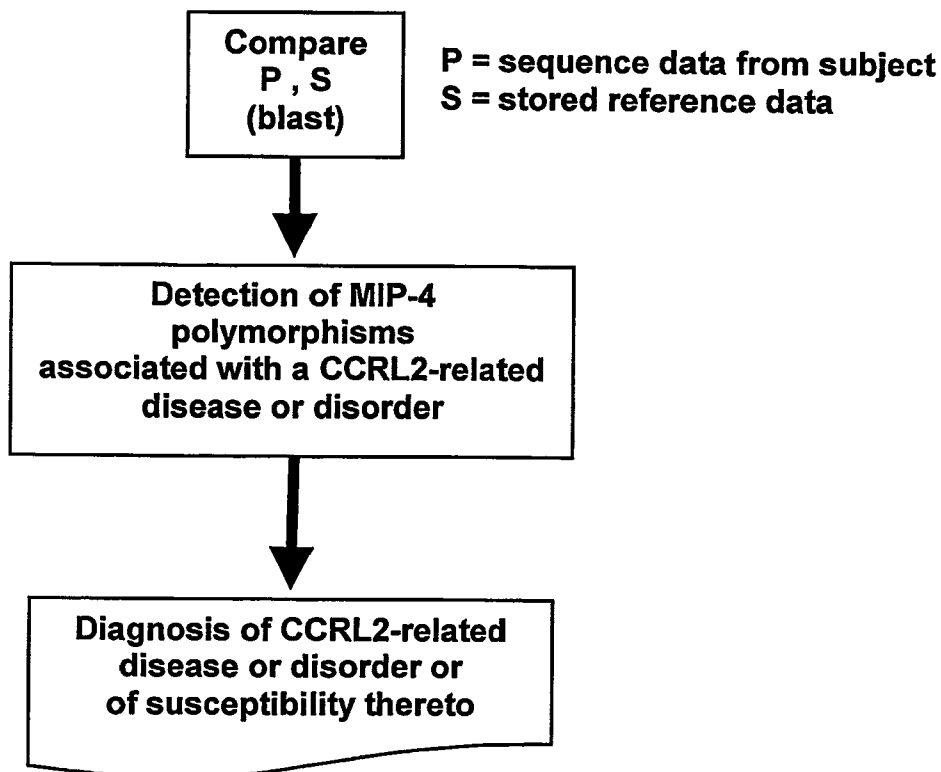 Compare
P , S
(blast)
P = sequence data from subject
S = stored reference data
Detection of MIP-4
polymorphisms
associated with a CCRL2-related
disease or disorder
Diagnosis of CCRL2-related
disease or disorder or
of susceptibility thereto